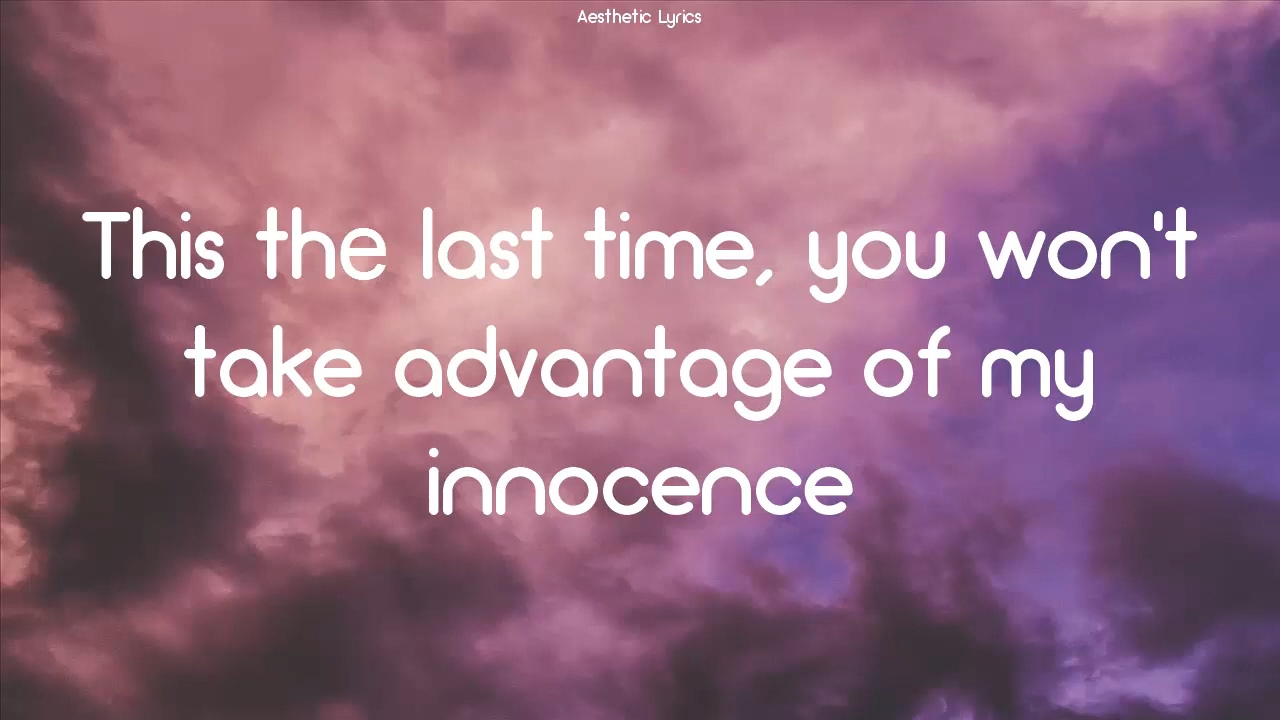 Aesthetic Lyrics
This the last time, you won't
take advantage of my
innocence